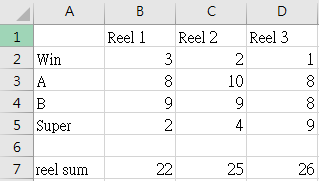 A B C D
1 Reel 1 Reel 2 Reel 3
2 Win 3 2 1
3 A 8 10 8
4 B 9 9 8
5 Super 2 4 9
6
7 reel sum 22 25 26